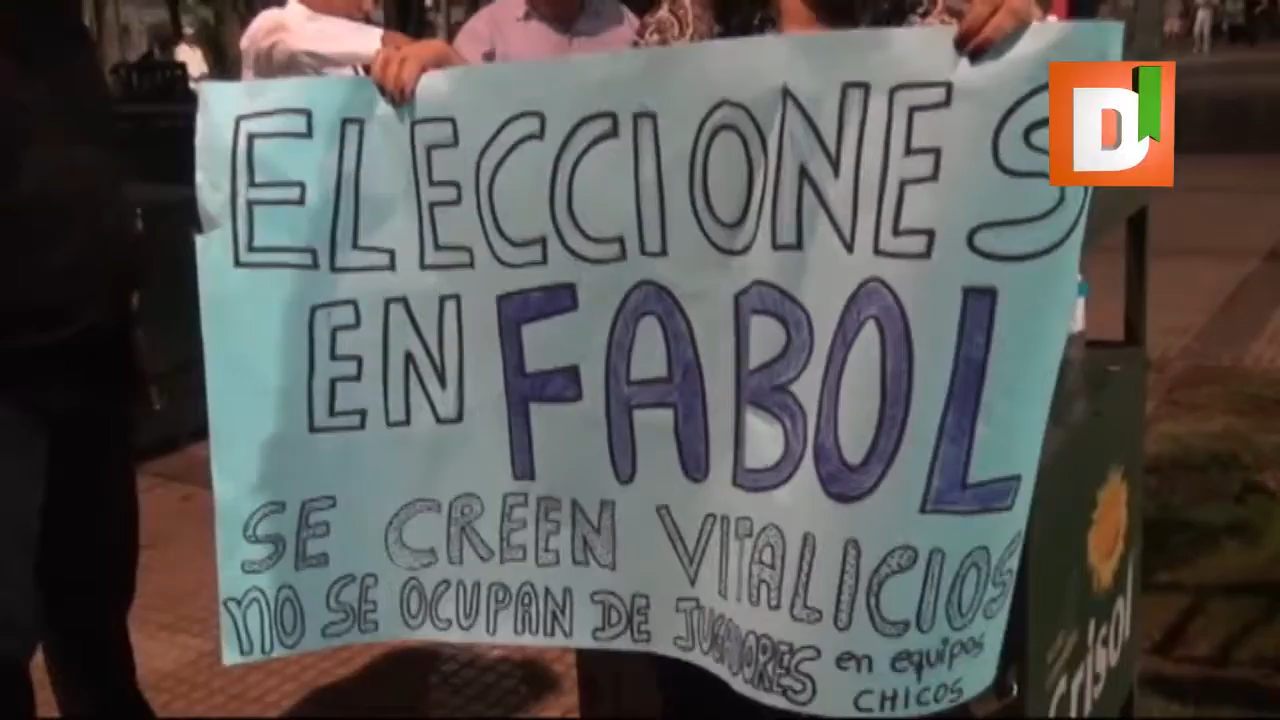 ELECCIONES
EN FABOL
SE CREEN VITALICIOS
NO SE OCUPAN DE JUGADORES en equipos
CHICOS
D
crisol